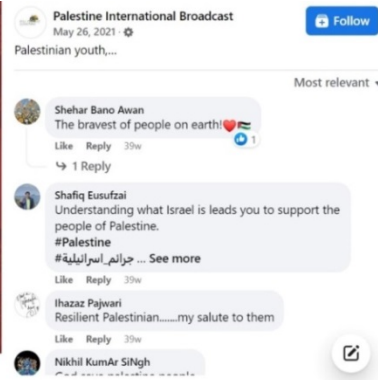 Palestine International Broadcast
Follow
May 26, 2021
Palestinian youth,...
Most relevant
Shehar Bano Awan
The bravest of people on earth!❤️🇵🇸
1
Like Reply 39w
1 Reply
Shafiq Eusufzai
Understanding what Israel is leads you to support the
people of Palestine.
#Palestine
#جرائم_اسرائيلية ... See more
Like Reply 39w
Ihazaz Pajwari
Resilient Palestinian.......my salute to them
Like Reply 39w
Nikhil KumAr SiNgh